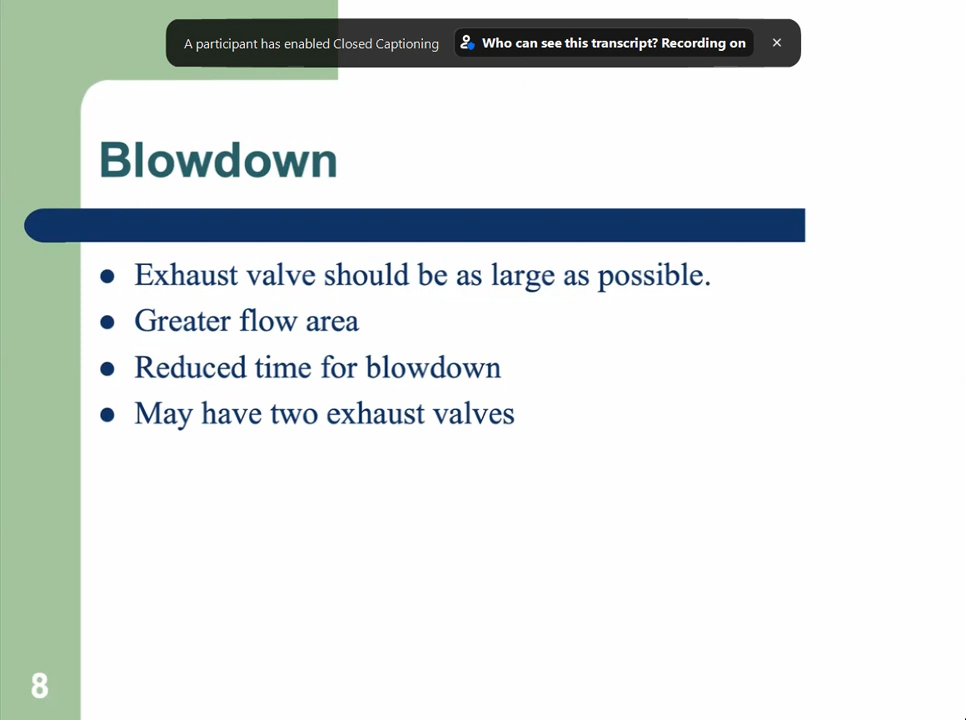 A participant has enabled Closed Captioning Who can see this transcript? Recording on
Blowdown
Exhaust valve should be as large as possible.
Greater flow area
Reduced time for blowdown
May have two exhaust valves
8